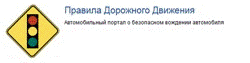 Правила Дорожного Движения
Автомобильный портал о безопасном вождении автомобиля